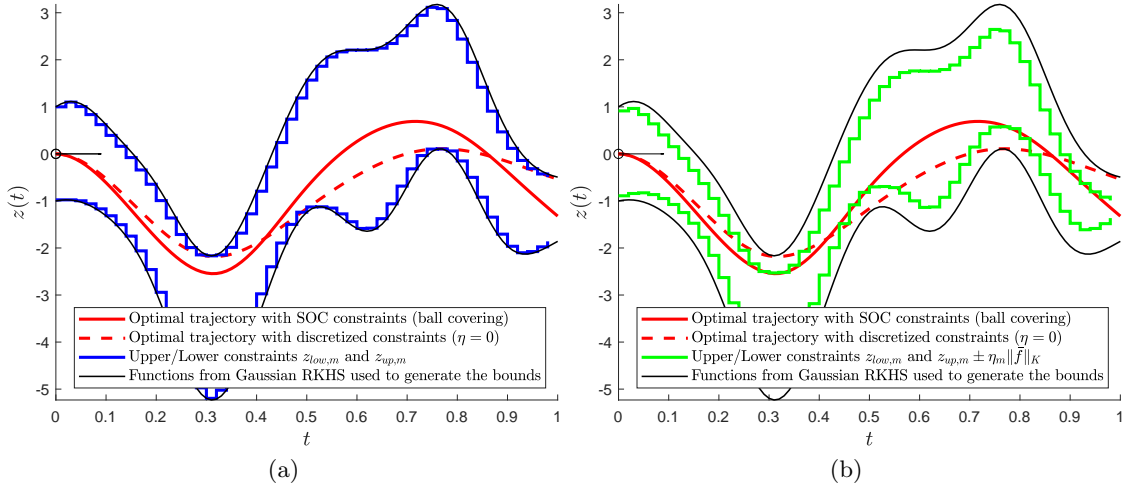 3
2
1
0
-1
-2
-3
-4
-5
z(t)
Optimal trajectory with SOC constraints (ball covering)
Optimal trajectory with discretized constraints (η = 0)
Upper/Lower constraints z_{low,m} and z_{up,m}
Functions from Gaussian RKHS used to generate the bounds
0 0.1 0.2 0.3 0.4 0.5 0.6 0.7 0.8 0.9 1
t
(a)
3
2
1
0
-1
-2
-3
-4
-5
z(t)
Optimal trajectory with SOC constraints (ball covering)
Optimal trajectory with discretized constraints (η = 0)
Upper/Lower constraints z_{low,m} and z_{up,m} ± η_m‖f̄‖_K
Functions from Gaussian RKHS used to generate the bounds
0 0.1 0.2 0.3 0.4 0.5 0.6 0.7 0.8 0.9 1
t
(b)